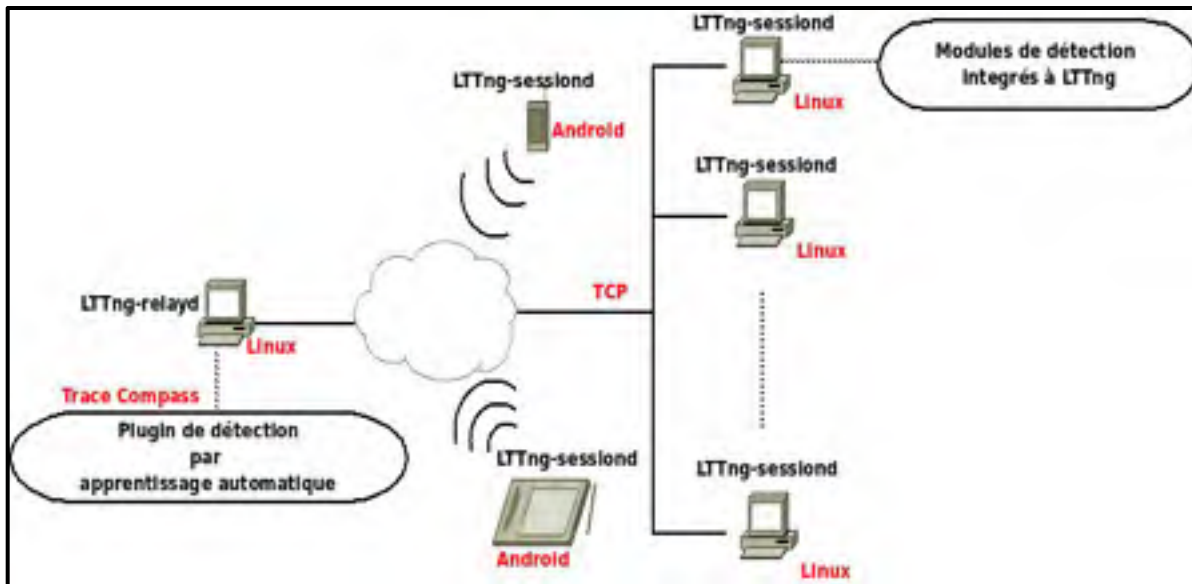 LTTng-sessiond
Linux
Modules de détection
integrés à LTTng
LTTng-sessiond
Android
LTTng-sessiond
Linux
TCP
LTTng-relayd
Linux
Trace Compass
Plugin de détection
par
apprentissage automatique
LTTng-sessiond
Android
LTTng-sessiond
Linux